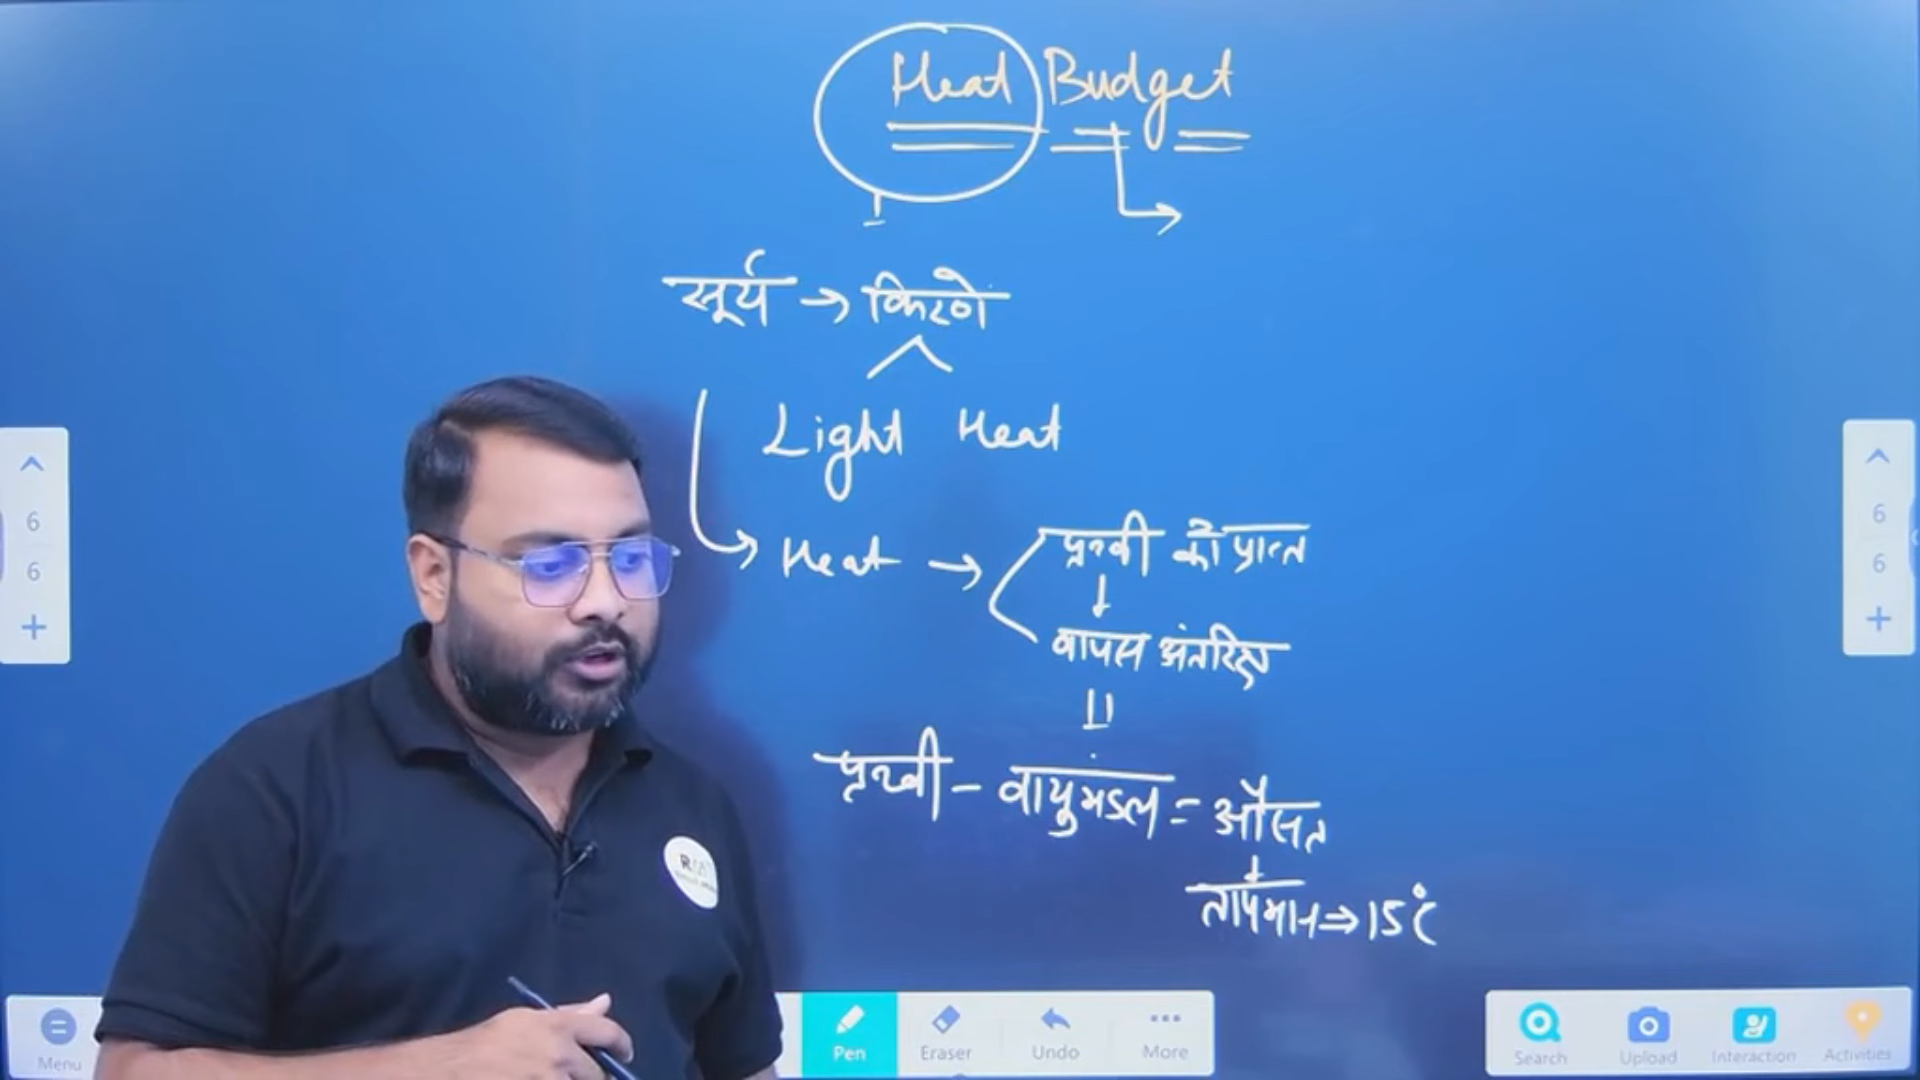 Heat Budget
सूर्य → किरणे
Light Heat
Heat → पृथ्वी को प्राप्त
वापस अंतरिक्ष
पृथ्वी - वायुमंडल = औसत
तापमान ⇒ 15°C
6
6
+
6
6
+
Menu
Pen
Eraser
Undo
More
Search
Upload
Interaction
Activities